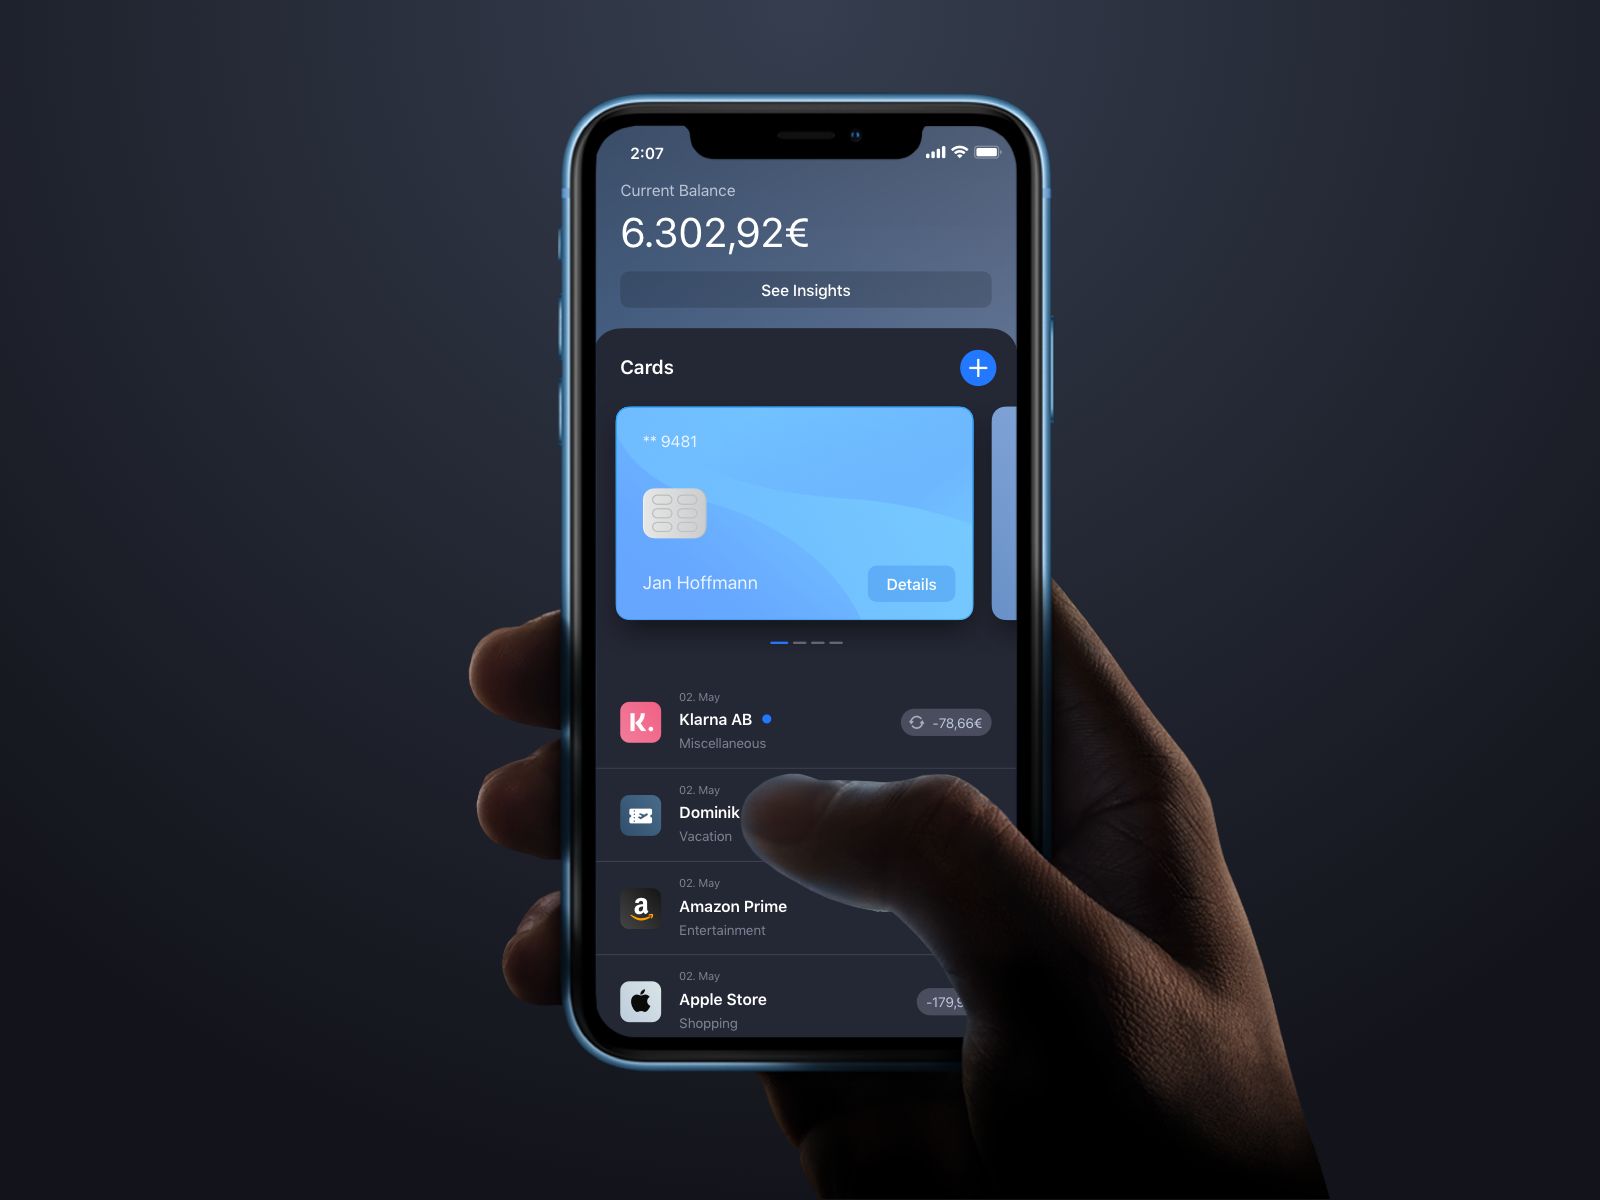 2:07
Current Balance
6.302,92€
See Insights
Cards
** 9481
Jan Hoffmann
Details
02. May
Klarna AB
-78,66€
Miscellaneous
02. May
Dominik
Vacation
02. May
Amazon Prime
Entertainment
02. May
Apple Store
-179,9
Shopping